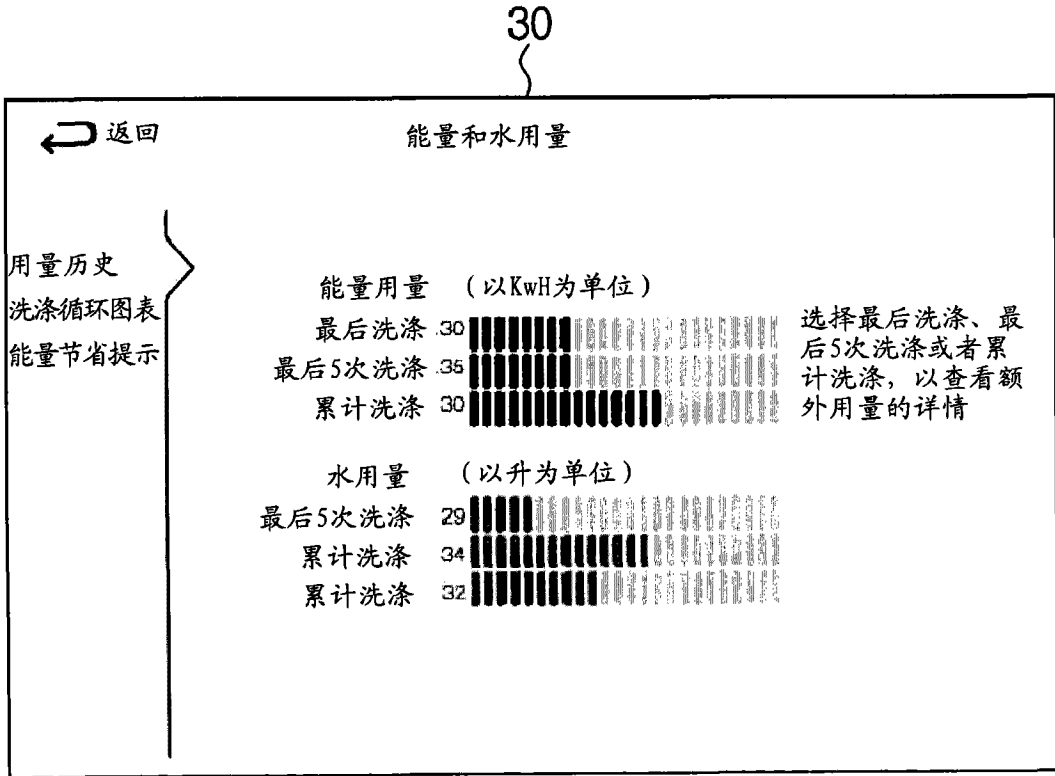 30
返回
能量和水用量
用量历史
洗涤循环图表
能量节省提示
能量用量 (以KwH为单位)
最后洗涤 .30
最后5次洗涤 .35
累计洗涤 30
选择最后洗涤、最
后5次洗涤或者累
计洗涤, 以查看额
外用量的详情
水用量 (以升为单位)
最后5次洗涤 29
累计洗涤 34
累计洗涤 32